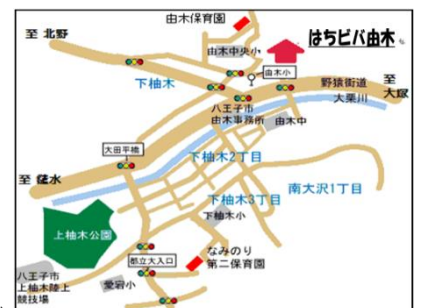 由木保育園
はちビバ由木
至 北野
由木中央小
由木小
下柚木
野猿街道
至
大塚
大栗川
八王子市
由木事務所
由木中
大田平橋
下柚木2丁目
至 鑓水
南大沢1丁目
下柚木3丁目
下柚木小
上柚木公園
なみのり
第二保育園
都立大入口
八王子市
上柚木陸上
競技場
愛宕小